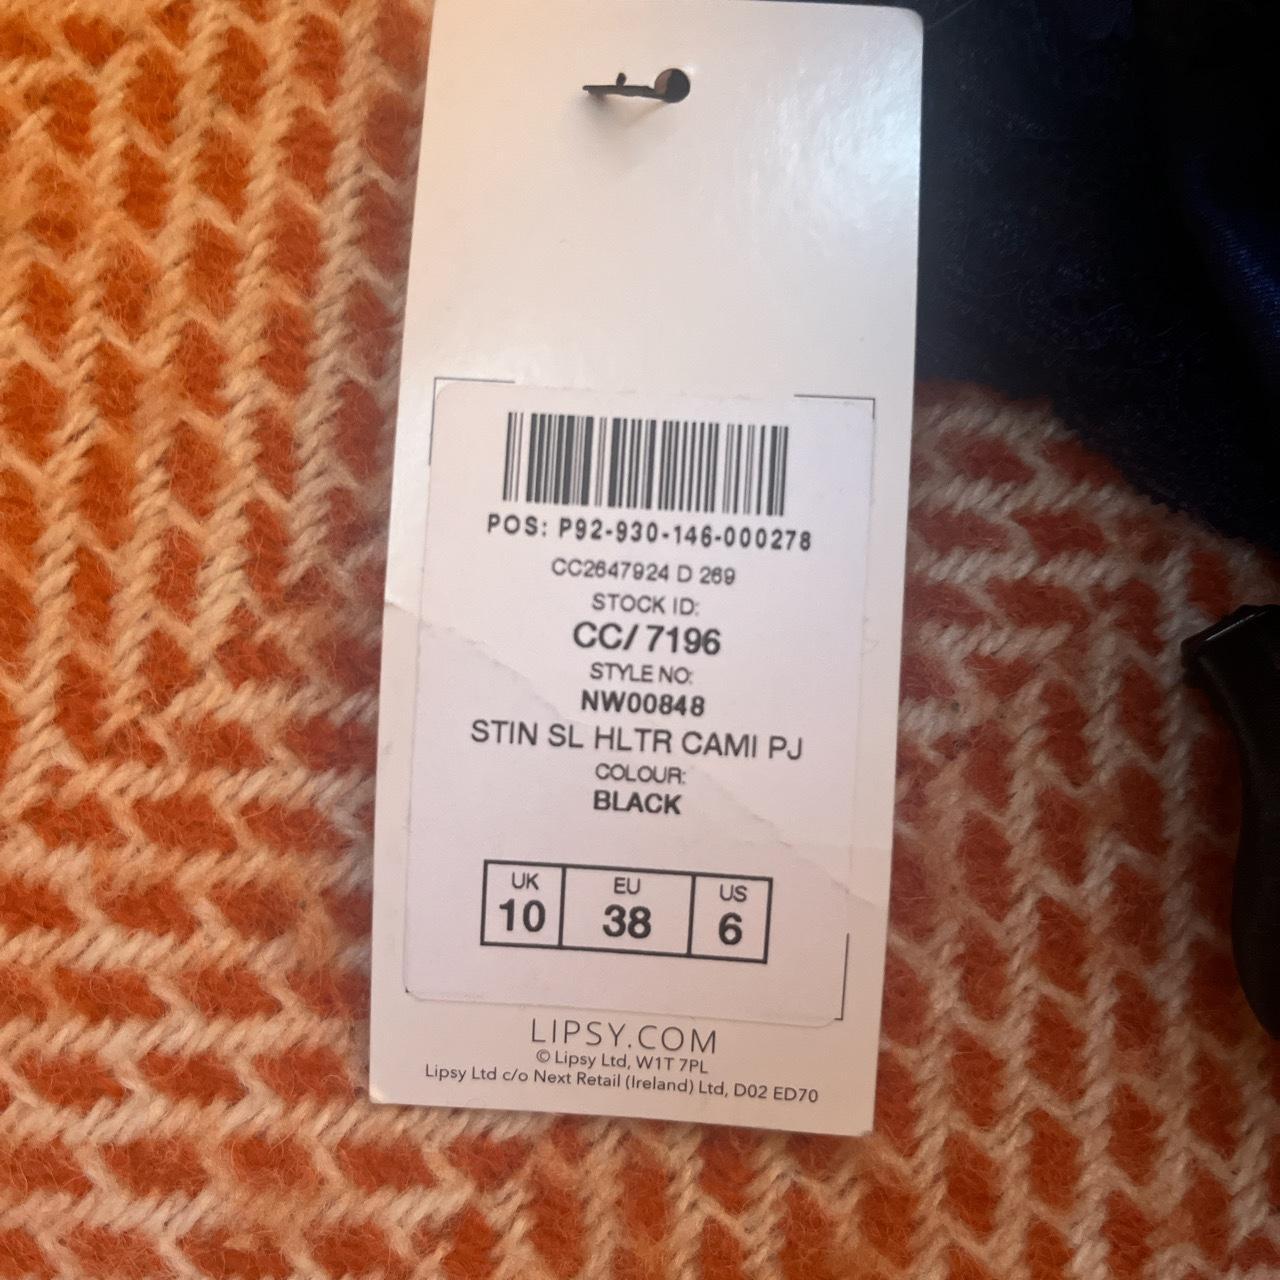 POS: P92-930-146-000278
CC2647924 D 269
STOCK ID:
CC/ 7196
STYLE NO:
NW00848
STIN SL HLTR CAMI PJ
COLOUR:
BLACK
UK EU US
10 38 6
LIPSY.COM
© Lipsy Ltd, W1T 7PL
Lipsy Ltd c/o Next Retail (Ireland) Ltd, D02 ED70